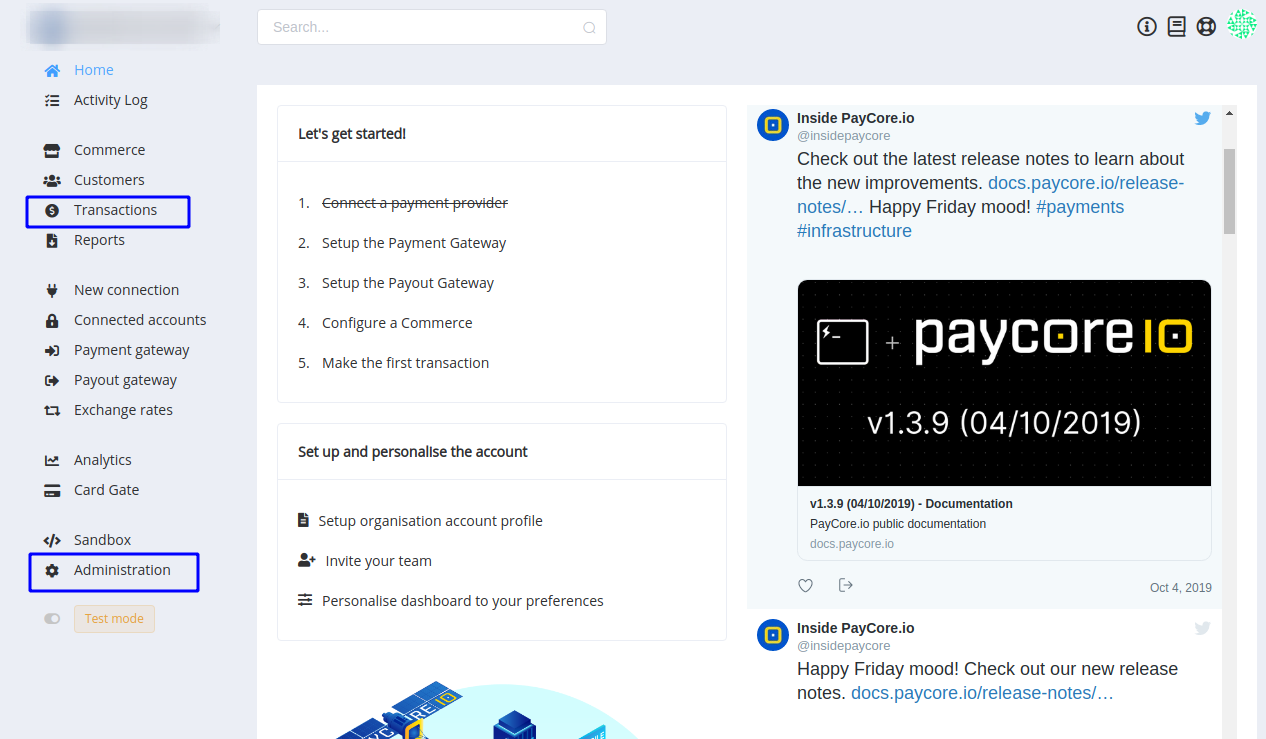 Search...
Home
Activity Log
Commerce
Customers
Transactions
Reports
New connection
Connected accounts
Payment gateway
Payout gateway
Exchange rates
Analytics
Card Gate
Sandbox
Administration
Test mode
Let's get started!
1. Connect a payment provider
2. Setup the Payment Gateway
3. Setup the Payout Gateway
4. Configure a Commerce
5. Make the first transaction
Set up and personalise the account
Setup organisation account profile
Invite your team
Personalise dashboard to your preferences
Inside PayCore.io
@insidepaycore
Check out the latest release notes to learn about
the new improvements. docs.paycore.io/release-
notes/… Happy Friday mood! #payments
#infrastructure
+ paycore io
v1.3.9 (04/10/2019)
v1.3.9 (04/10/2019) - Documentation
PayCore.io public documentation
docs.paycore.io
Oct 4, 2019
Inside PayCore.io
@insidepaycore
Happy Friday mood! Check out our new release
notes. docs.paycore.io/release-notes/…